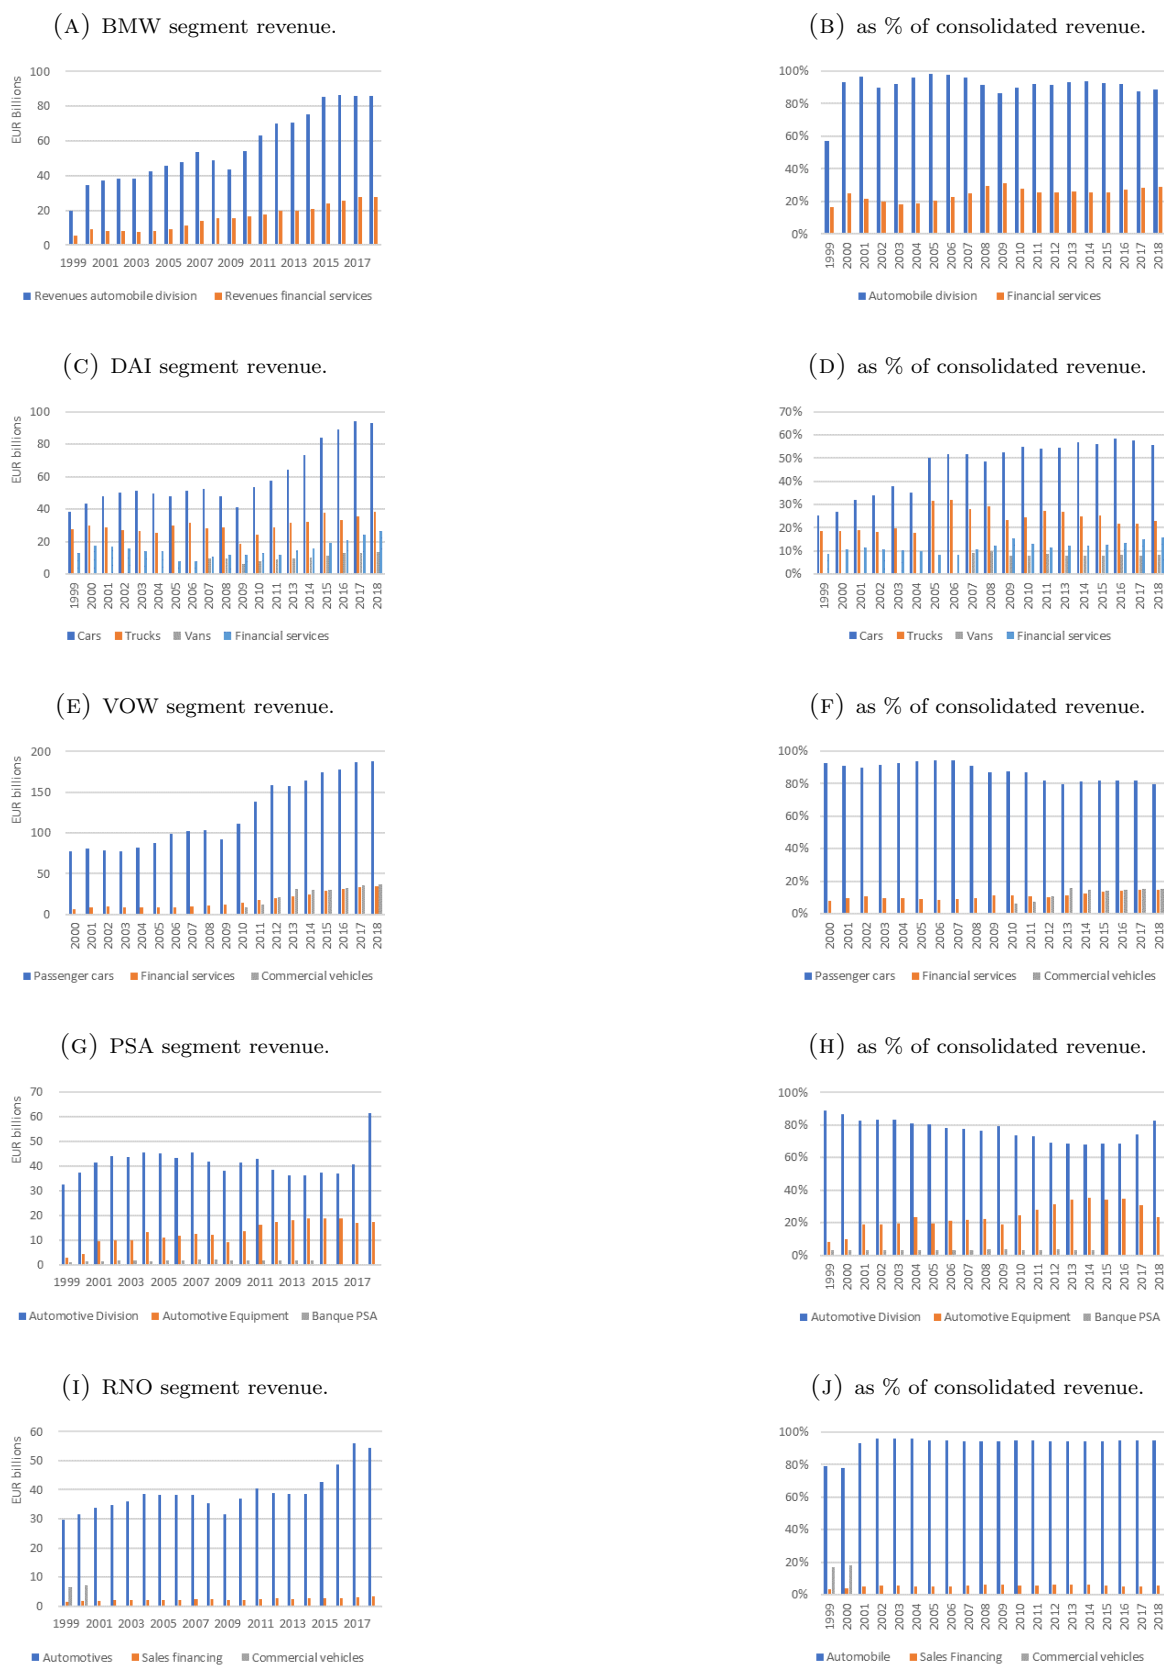 (A) BMW segment revenue.
(B) as % of consolidated revenue.
EUR Billions
100
80
60
40
20
0
1999 2001 2003 2005 2007 2009 2011 2013 2015 2017
Revenues automobile division Revenues financial services
100%
80%
60%
40%
20%
0%
1999 2000 2001 2002 2003 2004 2005 2006 2007 2008 2009 2010 2011 2012 2013 2014 2015 2016 2017 2018
Automobile division Financial services
(C) DAI segment revenue.
(D) as % of consolidated revenue.
EUR billions
100
80
60
40
20
0
1999 2000 2001 2002 2003 2004 2005 2006 2007 2008 2009 2010 2011 2012 2013 2014 2015 2016 2017 2018
Cars Trucks Vans Financial services
70%
60%
50%
40%
30%
20%
10%
0%
1999 2000 2001 2002 2003 2004 2005 2006 2007 2008 2009 2010 2011 2012 2013 2014 2015 2016 2017 2018
Cars Trucks Vans Financial services
(E) VOW segment revenue.
(F) as % of consolidated revenue.
EUR billions
200
150
100
50
0
2000 2001 2002 2003 2004 2005 2006 2007 2008 2009 2010 2011 2012 2013 2014 2015 2016 2017 2018
Passenger cars Financial services Commercial vehicles
100%
80%
60%
40%
20%
0%
2000 2001 2002 2003 2004 2005 2006 2007 2008 2009 2010 2011 2012 2013 2014 2015 2016 2017 2018
Passenger cars Financial services Commercial vehicles
(G) PSA segment revenue.
(H) as % of consolidated revenue.
EUR billions
70
60
50
40
30
20
10
0
1999 2001 2003 2005 2007 2009 2011 2013 2015 2017
Automotive Division Automotive Equipment Banque PSA
100%
80%
60%
40%
20%
0%
1999 2000 2001 2002 2003 2004 2005 2006 2007 2008 2009 2010 2011 2012 2013 2014 2015 2016 2017 2018
Automotive Division Automotive Equipment Banque PSA
(I) RNO segment revenue.
(J) as % of consolidated revenue.
EUR billions
60
50
40
30
20
10
0
1999 2001 2003 2005 2007 2009 2011 2013 2015 2017
Automotives Sales financing Commercial vehicles
100%
80%
60%
40%
20%
0%
1999 2000 2001 2002 2003 2004 2005 2006 2007 2008 2009 2010 2011 2012 2013 2014 2015 2016 2017 2018
Automobile Sales Financing Commercial vehicles